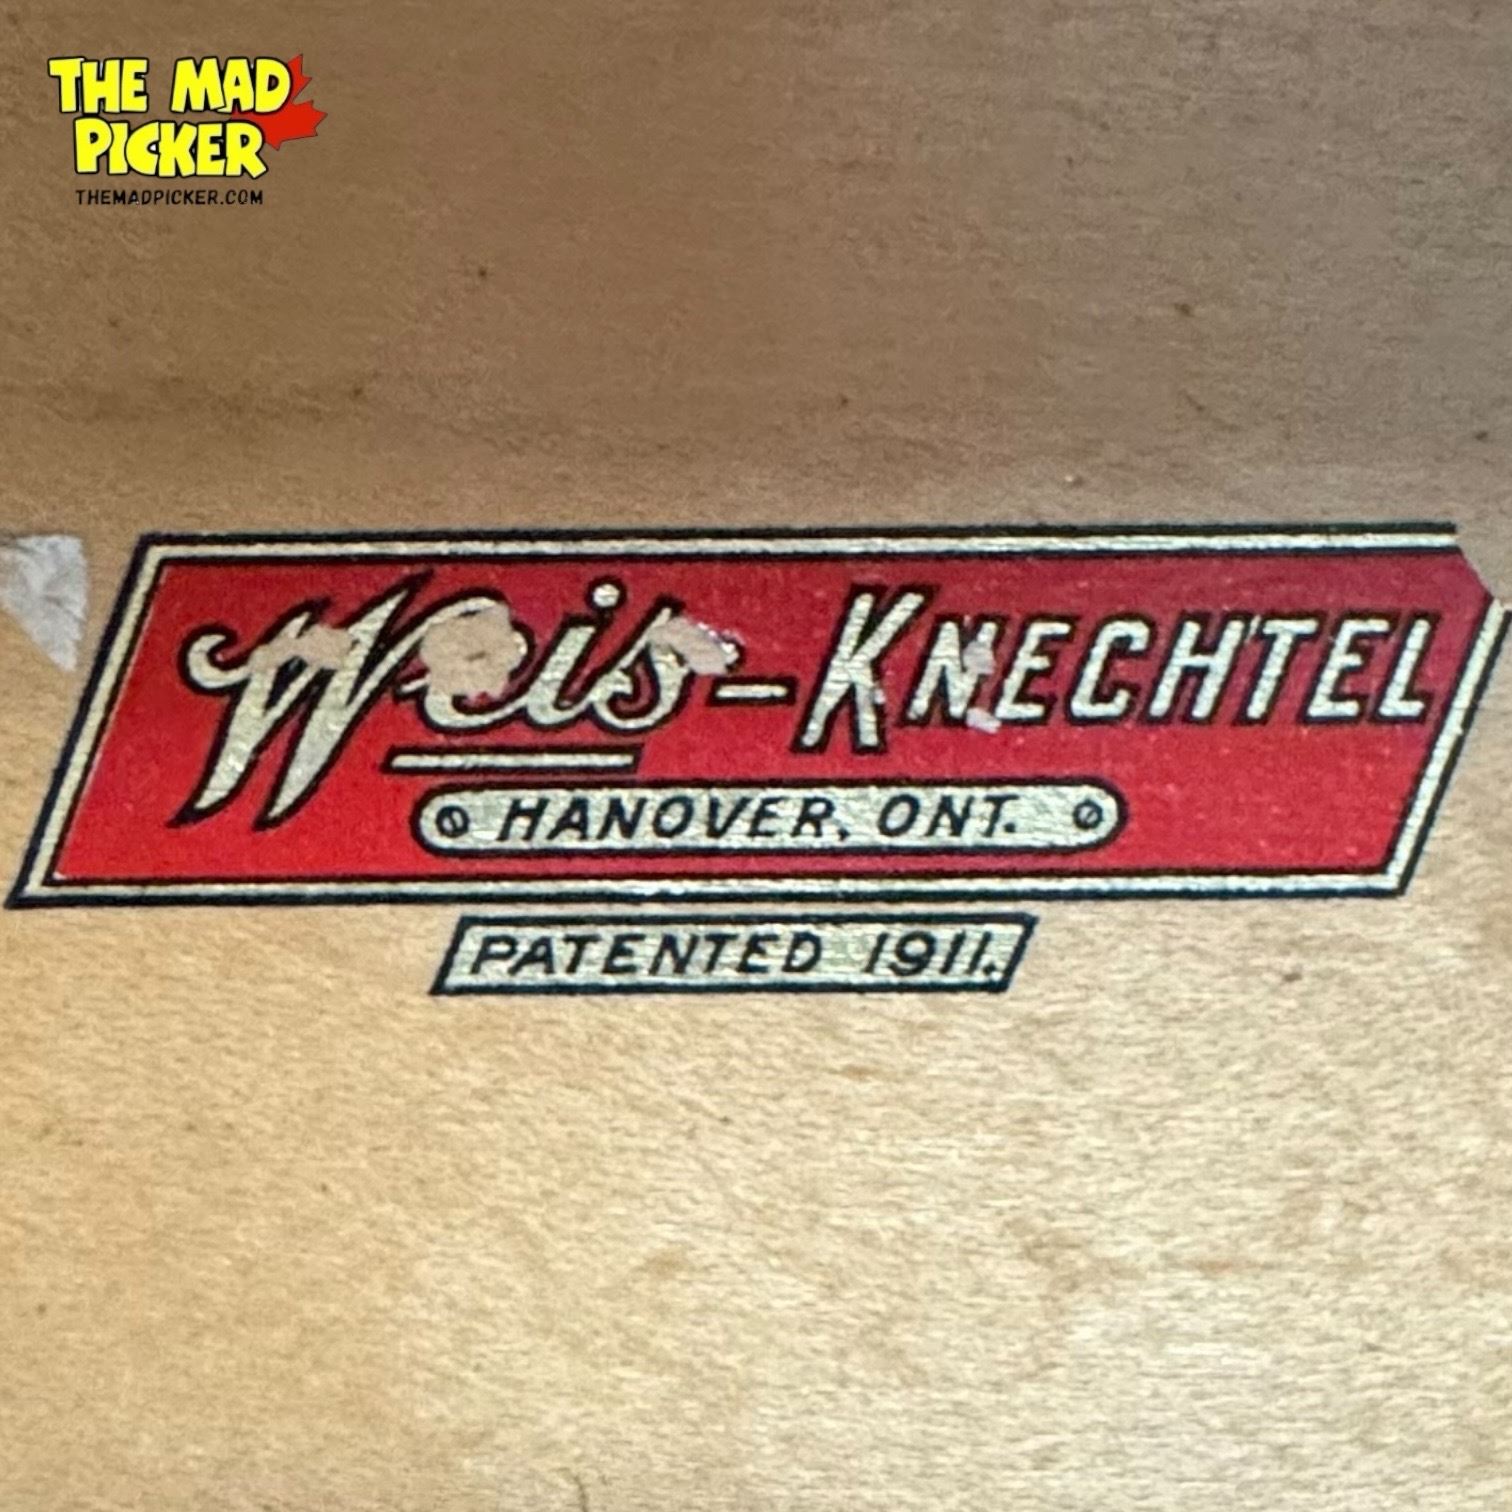 THE MAD
PICKER
THEMADPICKER.COM
Weis-KNECHTEL
HANOVER, ONT.
PATENTED 1911.